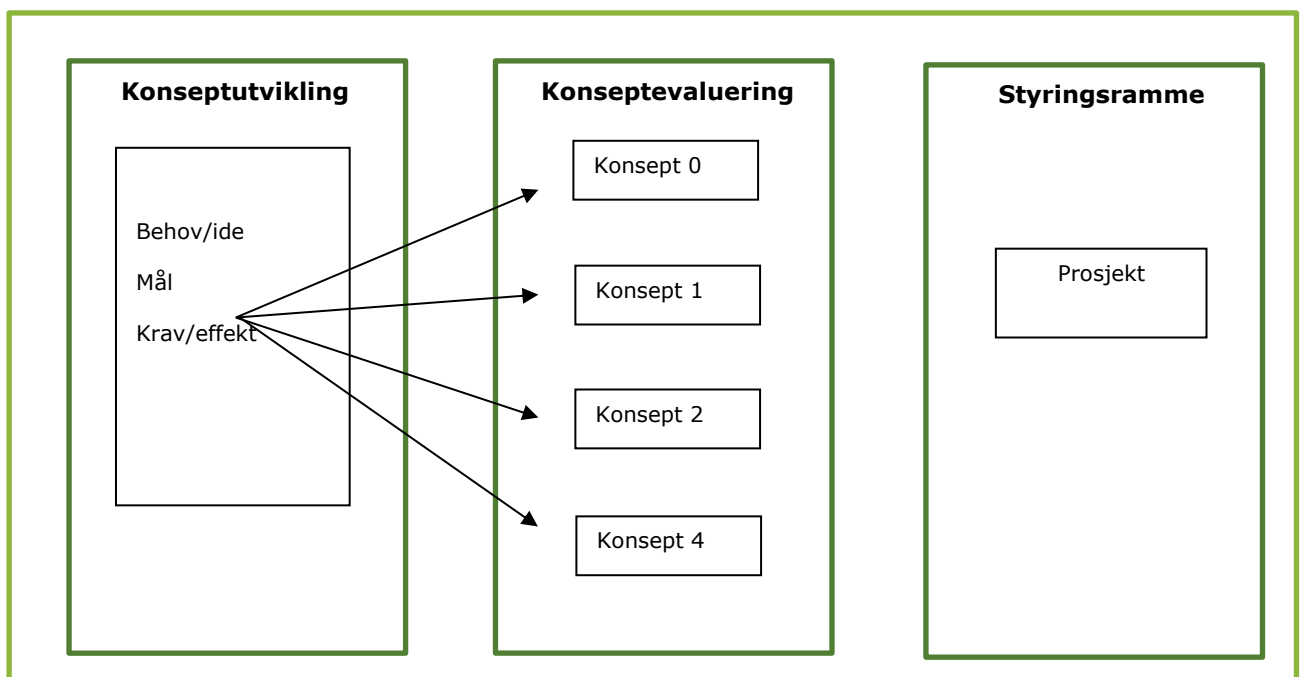 Konseptutvikling
Behov/ide
Mål
Krav/effekt
Konseptevaluering
Konsept 0
Konsept 1
Konsept 2
Konsept 4
Styringsramme
Prosjekt